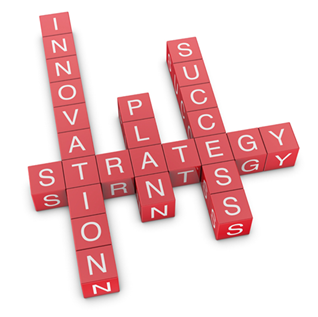 INNOVATION
SUCCESS
PLAN
STRATEGY